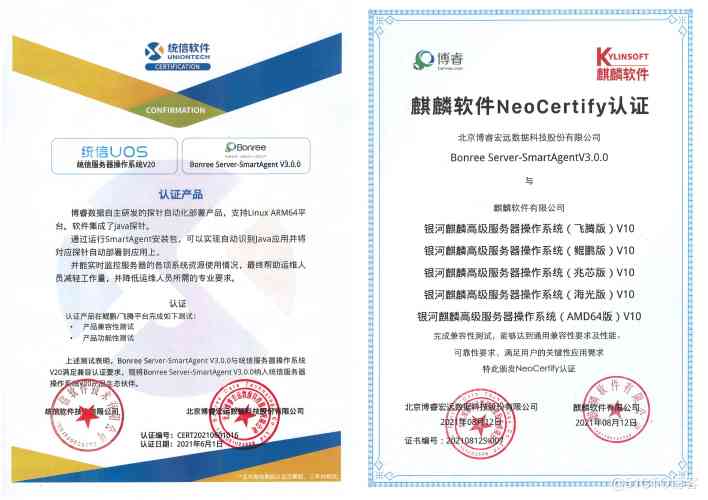 统信软件
UNIONTECH
CERTIFICATION
CONFIRMATION
统信UOS
统信服务器操作系统V20
Bonree
Bonree Server-SmartAgent V3.0.0
认证产品
博睿数据自主研发的探针自动化部署产品，支持Linux ARM64平
台。软件集成了java探针。
通过运行SmartAgent安装包，可以实现自动识到Java应用并将
对应探针自动部署到应用上。
并能实时监控服务器的各项系统资源使用情况，最终帮助运维人
员减轻工作量，并降低运维人员所需的专业要求。
认证
认证产品在鲲鹏/飞腾平台完成如下测试：
• 产品兼容性测试
• 产品功能性测试
上述测试表明，Bonree Server-SmartAgent V3.0.0与统信服务器操作系统
V20满足兼容认证要求，现将Bonree Server-SmartAgent V3.0.0纳入统信服务器
操作系统V20产品生态伙伴。
统信软件技术有限公司
北京博睿宏远数据科技股份有限公司
认证日期：2021年6月1日
博睿
KYLINSOFT
麒麟软件
麒麟软件NeoCertify认证
北京博睿宏远数据科技股份有限公司
Bonree Server-SmartAgentV3.0.0
与
麒麟软件有限公司
银河麒麟高级服务器操作系统（飞腾版）V10
银河麒麟高级服务器操作系统（鲲鹏版）V10
银河麒麟高级服务器操作系统（兆芯版）V10
银河麒麟高级服务器操作系统（海光版）V10
银河麒麟高级服务器操作系统（AMD64版）V10
完成兼容性测试，能够达到通用兼容性要求及性能、
可靠性要求，满足用户的关键性应用需求
特此颁发NeoCertify认证
北京博睿宏远数据科技股份有限公司
2021年08月12日
麒麟软件有限公司
2021年08月12日